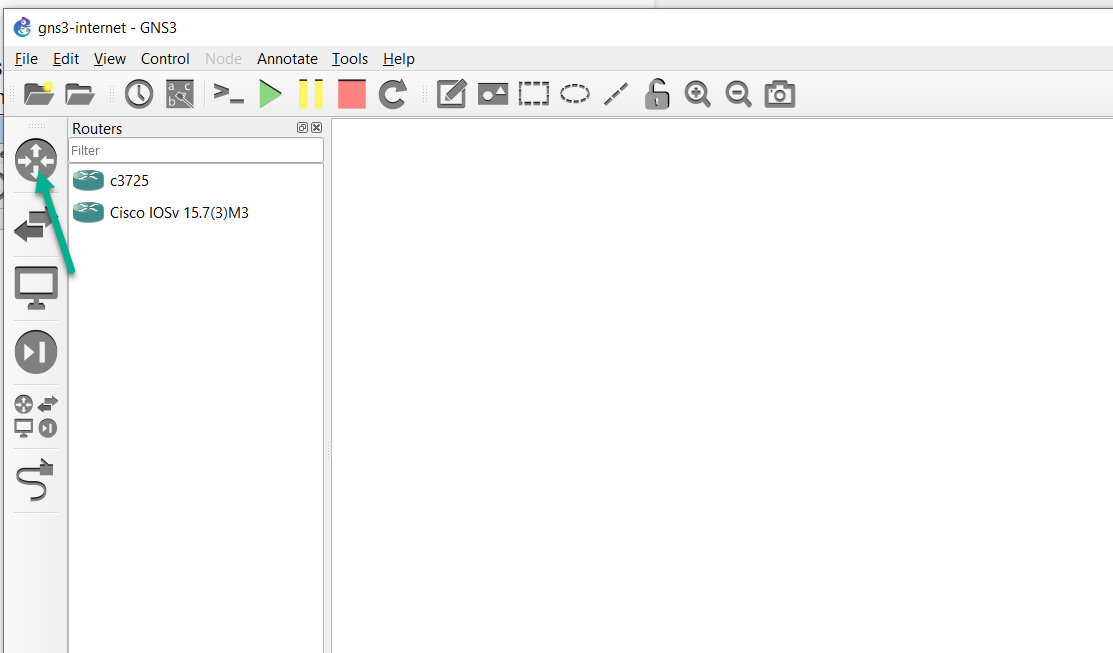 gns3-internet - GNS3
File Edit View Control Node Annotate Tools Help
a c
b
Routers
Filter
c3725
Cisco IOSv 15.7(3)M3